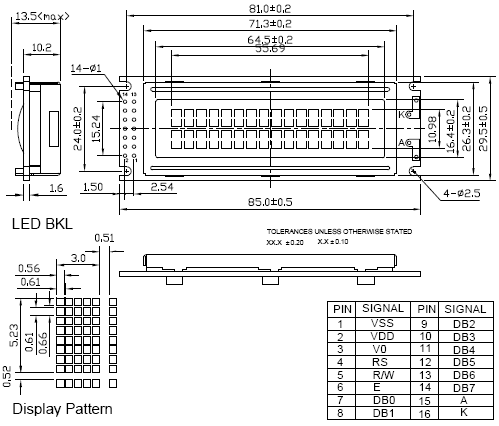 81.0±0.2
13.5(max)
71.3±0.2
10.2
64.5±0.2
55.69
14-ø1
14 13
K
A
24.0±0.2
15.24
10.98
16.4±0.2
26.3±0.2
29.5±0.5
2 1
1.6
1.50
2.54
4-ø2.5
85.0±0.5
LED BKL
TOLERANCES UNLESS OTHERWISE STATED
XX.X ±0.20 X.X ±0.10
0.51
3.0
0.56
0.61
5.23
0.61
0.66
0.52
Display Pattern
PIN SIGNAL PIN SIGNAL
1 VSS 9 DB2
2 VDD 10 DB3
3 V0 11 DB4
4 RS 12 DB5
5 R/W 13 DB6
6 E 14 DB7
7 DB0 15 A
8 DB1 16 K